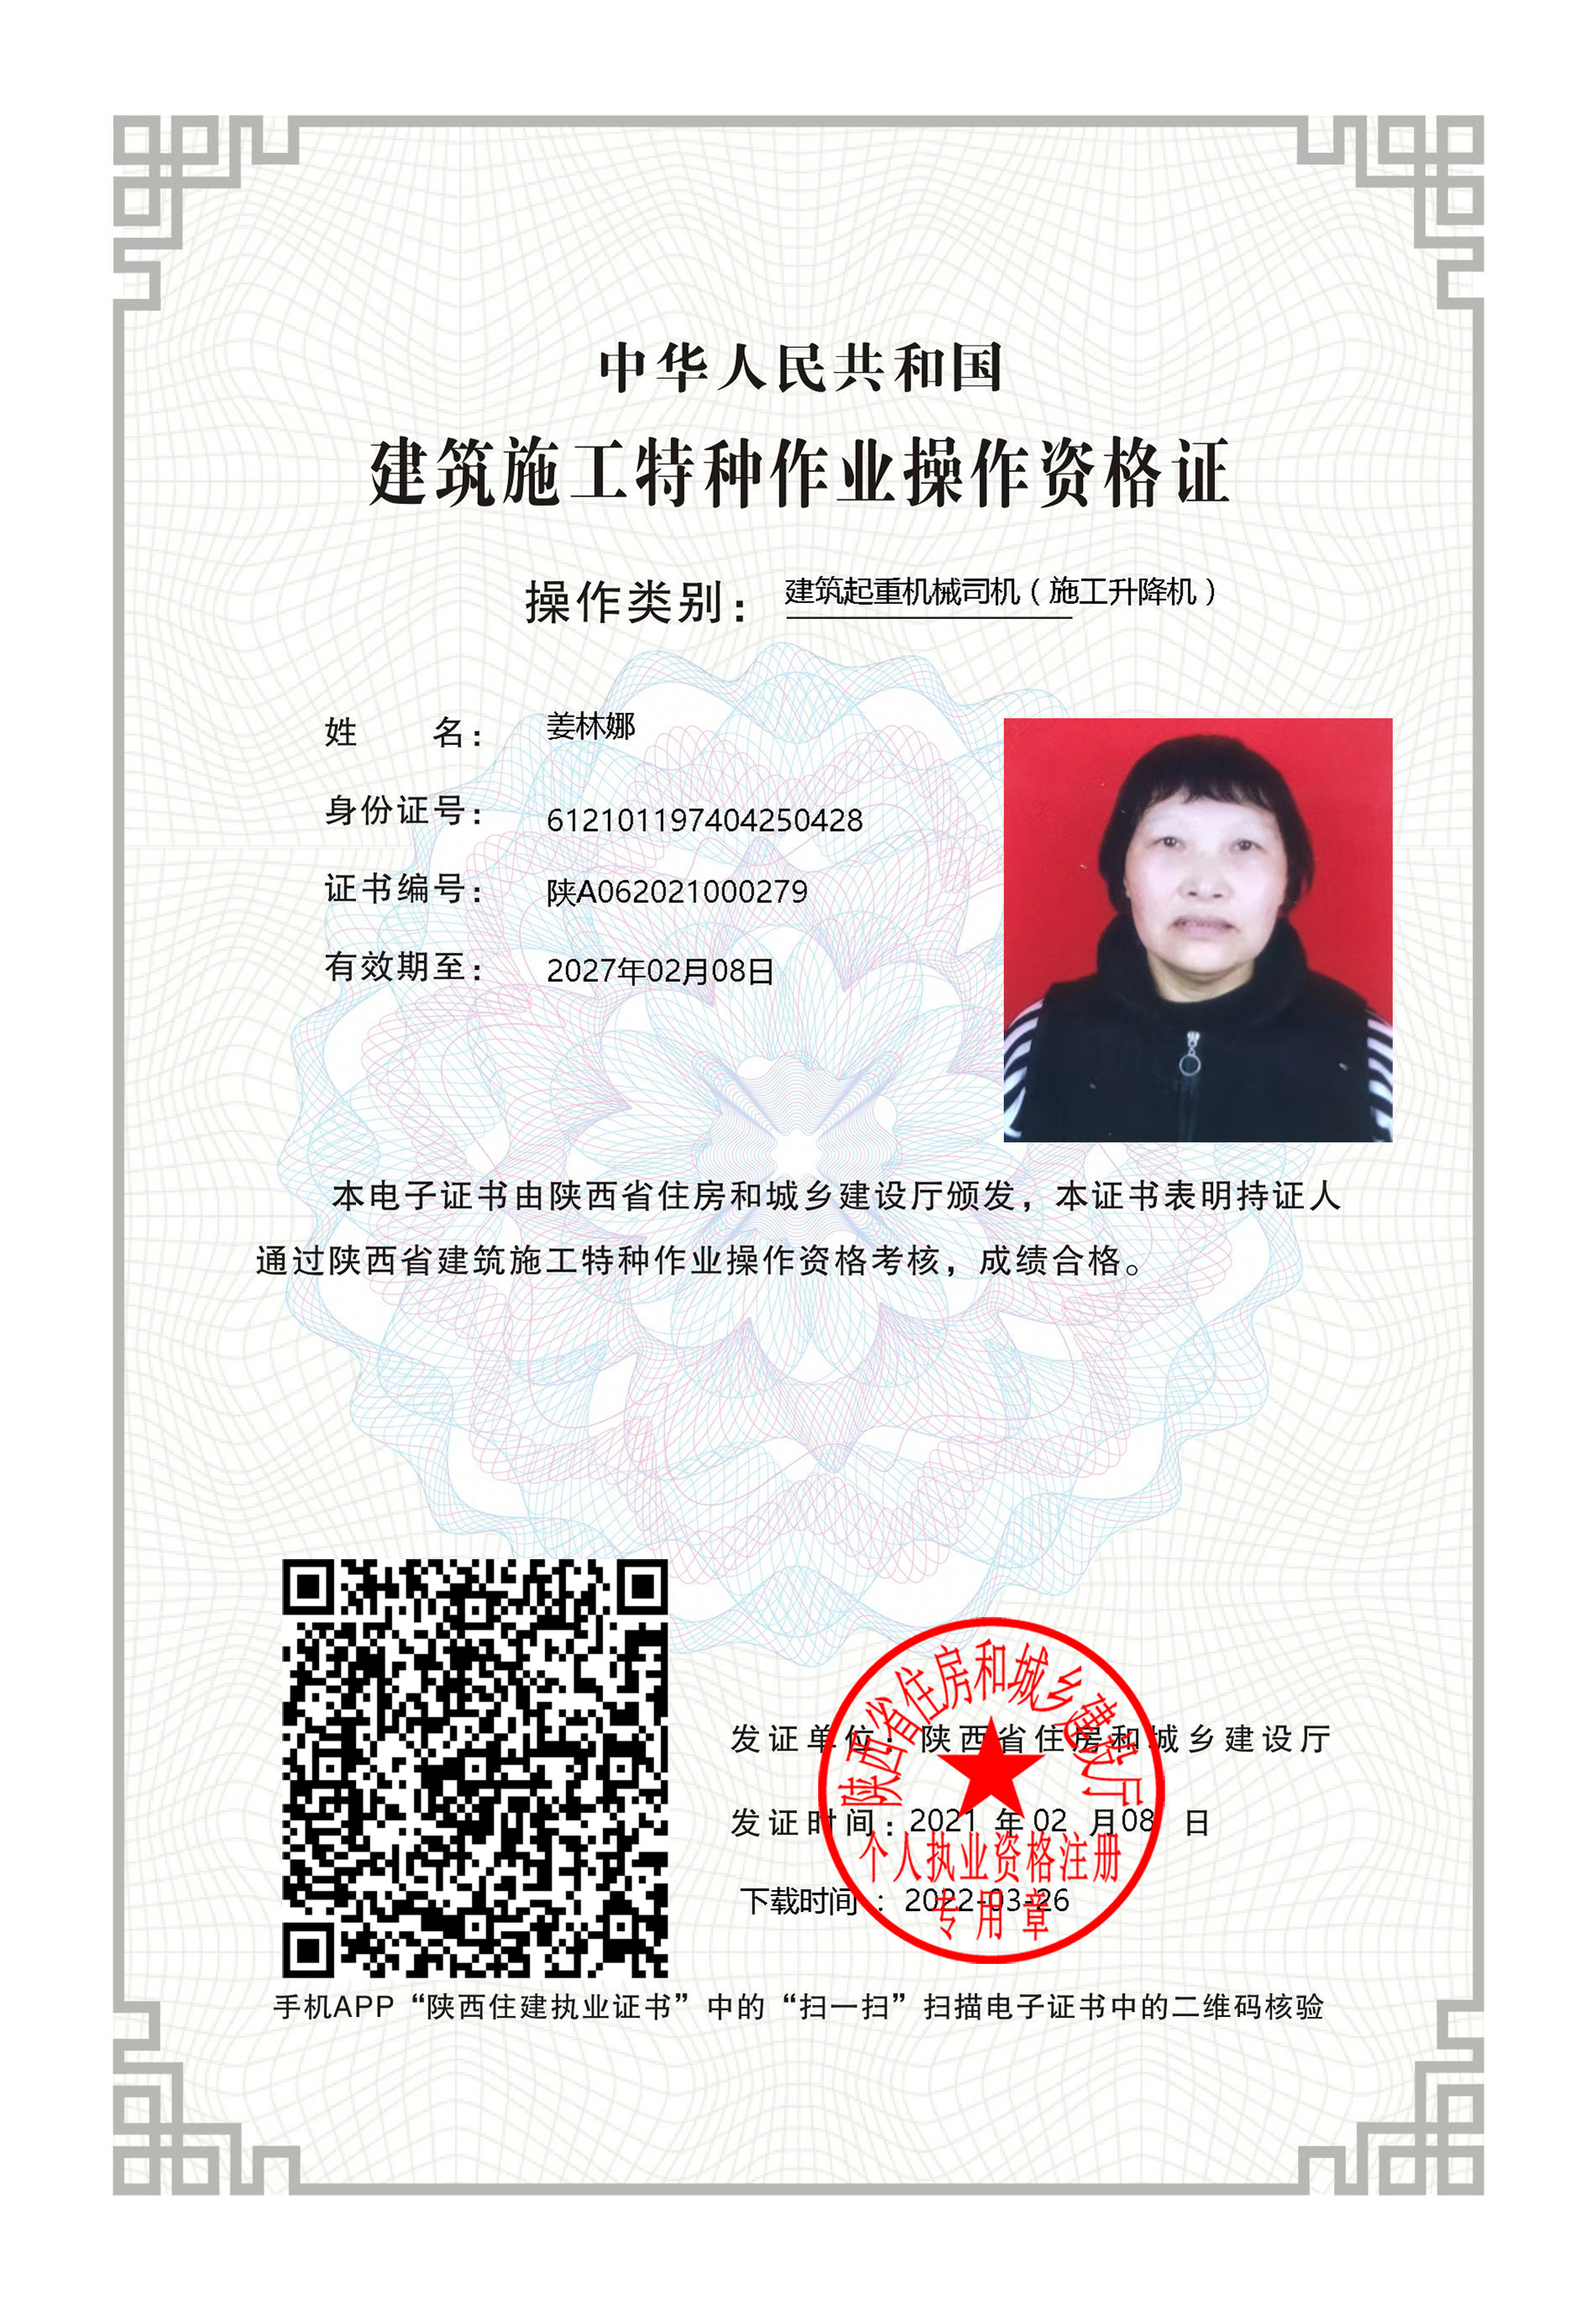 中华人民共和国
建筑施工特种作业操作资格证
操作类别：建筑起重机械司机（施工升降机）
姓　　名：姜林娜
身份证号：612101197404250428
证书编号：陕A062021000279
有效期至：2027年02月08日
本电子证书由陕西省住房和城乡建设厅颁发，本证书表明持证人
通过陕西省建筑施工特种作业操作资格考核，成绩合格。
发证单位：陕西省住房和城乡建设厅
发证时间：2021 年 02 月08 日
下载时间 ： 2022-03-26
陕西省住房和城乡建设厅
个人执业资格注册
专用章
手机APP“陕西住建执业证书”中的“扫一扫”扫描电子证书中的二维码核验